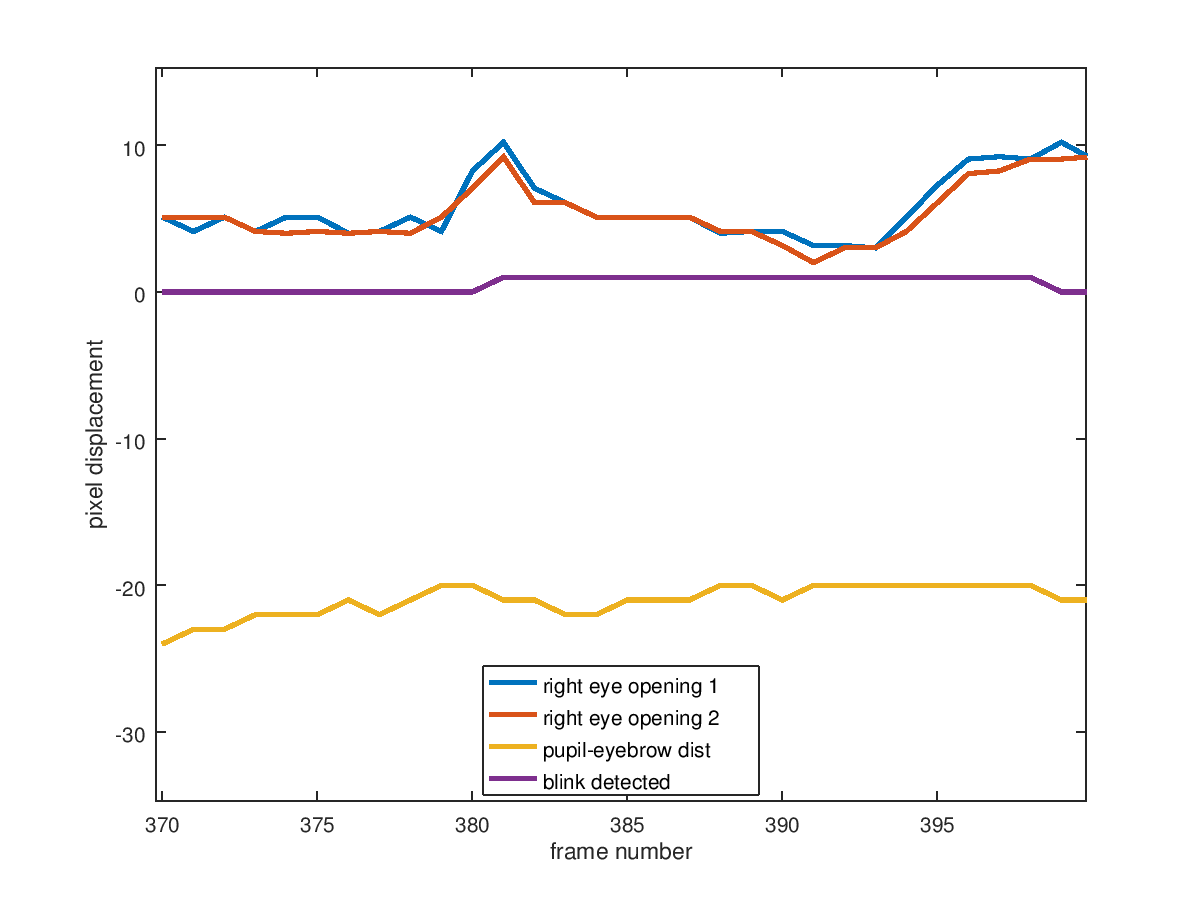 10
0
-10
-20
-30
pixel displacement
right eye opening 1
right eye opening 2
pupil-eyebrow dist
blink detected
370 375 380 385 390 395
frame number